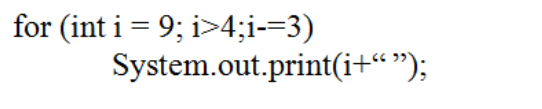 for (int i = 9; i>4;i-=3)
System.out.print(i+“ ”);